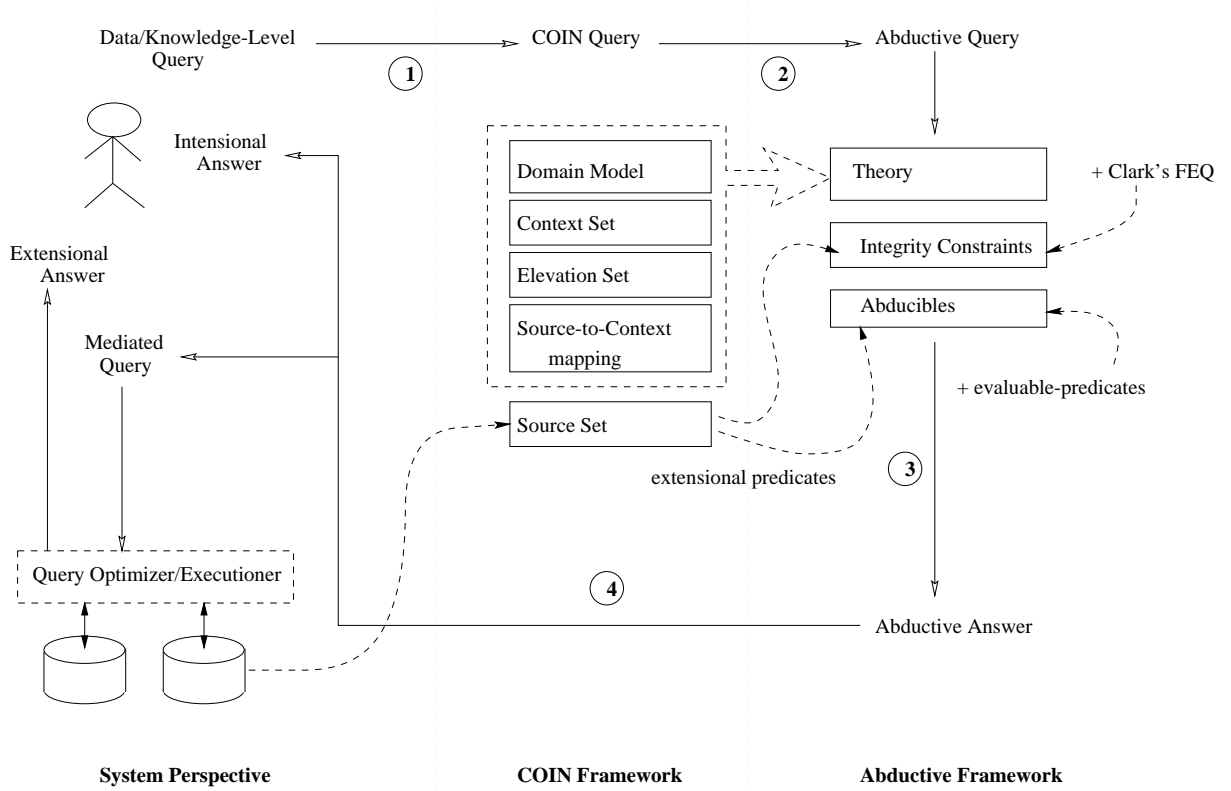 Data/Knowledge-Level
Query
COIN Query
Abductive Query
1
2
Intensional
Answer
Domain Model
Theory
+ Clark's FEQ
Context Set
Integrity Constraints
Extensional
Answer
Elevation Set
Abducibles
Source-to-Context
mapping
Mediated
Query
+ evaluable-predicates
Source Set
extensional predicates
3
Query Optimizer/Executioner
4
Abductive Answer
System Perspective
COIN Framework
Abductive Framework